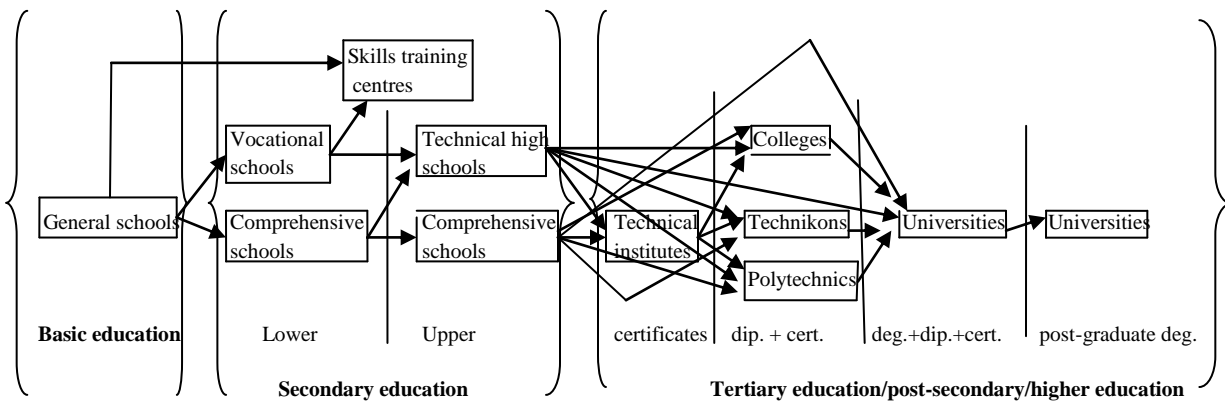 Skills training
centres
Vocational
schools
Technical high
schools
Colleges
General schools
Comprehensive
schools
Comprehensive
schools
Technical
institutes
Technikons
Universities
Universities
Polytechnics
Basic education
Lower
Upper
certificates
dip. + cert.
deg.+dip.+cert.
post-graduate deg.
Secondary education
Tertiary education/post-secondary/higher education